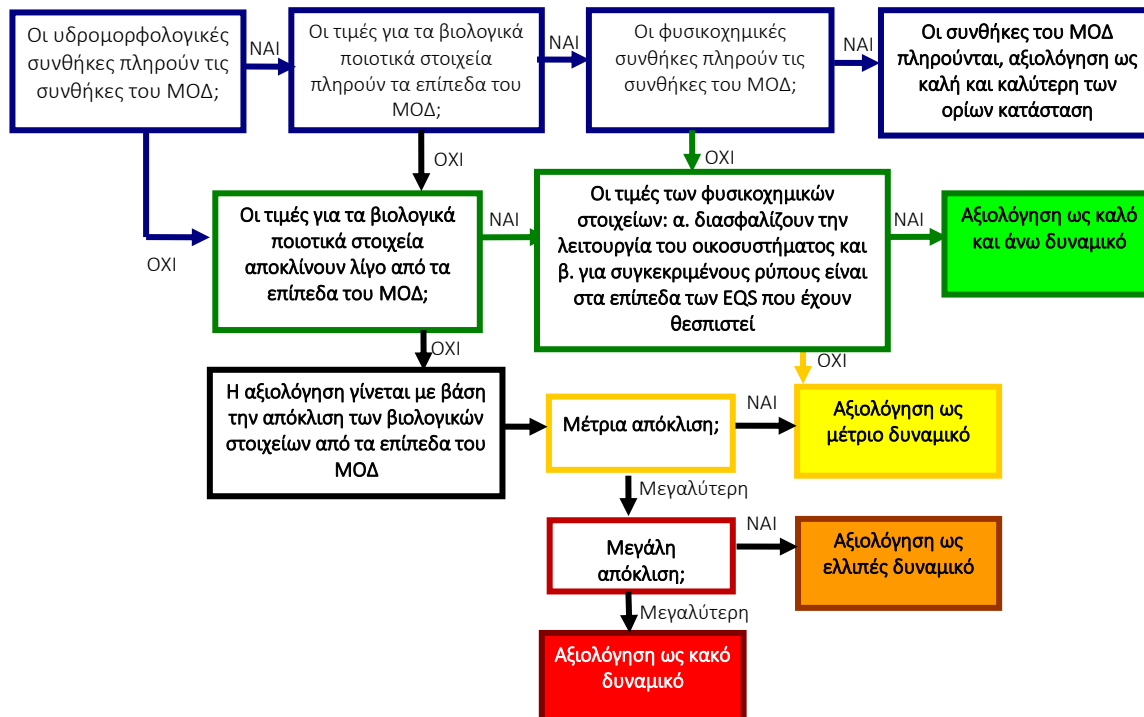 Οι υδρομορφολογικές
συνθήκες πληρούν τις
συνθήκες του ΜΟΔ;
ΝΑΙ
Οι τιμές για τα βιολογικά
ποιοτικά στοιχεία
πληρούν τα επίπεδα του
ΜΟΔ;
ΝΑΙ
Οι φυσικοχημικές
συνθήκες πληρούν τις
συνθήκες του ΜΟΔ;
ΝΑΙ
Οι συνθήκες του ΜΟΔ
πληρούνται, αξιολόγηση ως
καλή και καλύτερη των
ορίων κατάσταση
ΟΧΙ
ΟΧΙ
ΟΧΙ
Οι τιμές για τα βιολογικά
ποιοτικά στοιχεία
αποκλίνουν λίγο από τα
επίπεδα του ΜΟΔ;
ΝΑΙ
Οι τιμές των φυσικοχημικών
στοιχείων: α. διασφαλίζουν την
λειτουργία του οικοσυστήματος και
β. για συγκεκριμένους ρύπους είναι
στα επίπεδα των EQS που έχουν
θεσπιστεί
ΝΑΙ
Αξιολόγηση ως καλό
και άνω δυναμικό
ΟΧΙ
ΟΧΙ
Η αξιολόγηση γίνεται με βάση
την απόκλιση των βιολογικών
στοιχείων από τα επίπεδα του
ΜΟΔ
Μέτρια απόκλιση;
ΝΑΙ
Αξιολόγηση ως
μέτριο δυναμικό
Μεγαλύτερη
Μεγάλη
απόκλιση;
ΝΑΙ
Αξιολόγηση ως
ελλιπές δυναμικό
Μεγαλύτερη
Αξιολόγηση ως κακό
δυναμικό